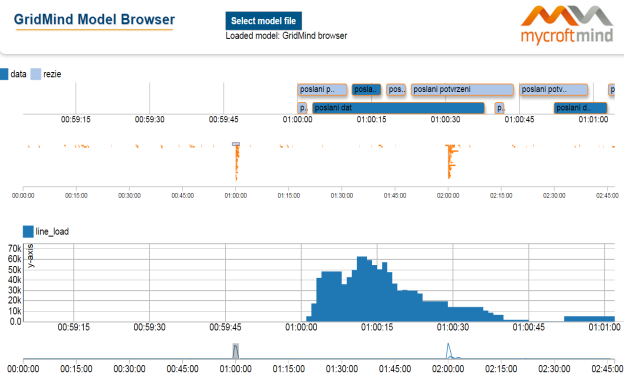 GridMind Model Browser
Select model file
Loaded model: GridMind browser
mycroftmind
data rezie
poslani p.. posla.. pos.. poslani potvrzeni poslani potv.. p
p.. poslani dat p.. poslani d..
00:59:15 00:59:30 00:59:45 01:00:00 01:00:15 01:00:30 01:00:45 01:01:00
00:00:00 00:15:00 00:30:00 00:45:00 01:00:00 01:15:00 01:30:00 01:45:00 02:00:00 02:15:00 02:30:00 02:45:00
line_load
y-axis
70k
60k
50k
40k
30k
20k
10k
0.0
00:59:15 00:59:30 00:59:45 01:00:00 01:00:15 01:00:30 01:00:45 01:01:00
00:00:00 00:15:00 00:30:00 00:45:00 01:00:00 01:15:00 01:30:00 01:45:00 02:00:00 02:15:00 02:30:00 02:45:00